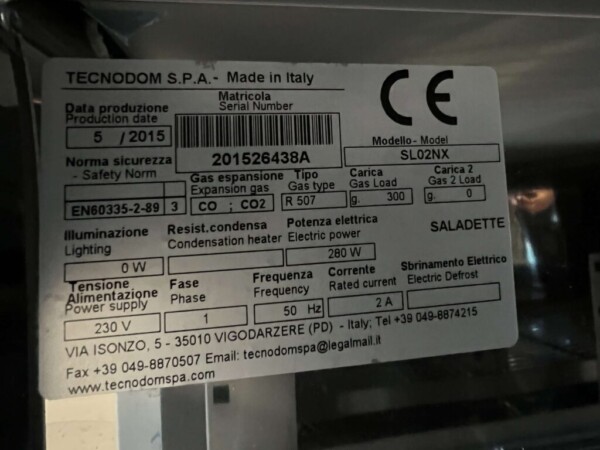 TECNODOM S.P.A.- Made in Italy
CE
Data produzione
Production date
5 / 2015
Matricola
Serial Number
201526438A
Modello - Model
SL02NX
Norma sicurezza
- Safety Norm
EN60335-2-89 3
Gas espansione
Expansion gas
CO ; CO2
Tipo
Gas type
R 507
Carica
Gas Load
g. 300
Carica 2
Gas 2 Load
g. 0
Illuminazione
Lighting
0 W
Resist.condensa
Condensation heater
Potenza elettrica
Electric power
280 W
SALADETTE
Tensione
Alimentazione
Power supply
230 V
Fase
Phase
1
Frequenza
Frequency
50 Hz
Corrente
Rated current
2 A
Sbrinamento Elettrico
Electric Defrost
VIA ISONZO, 5 - 35010 VIGODARZERE (PD) - Italy; Tel +39 049-8874215
Fax +39 049-8870507 Email: tecnodomspa@legalmail.it
www.tecnodomspa.com